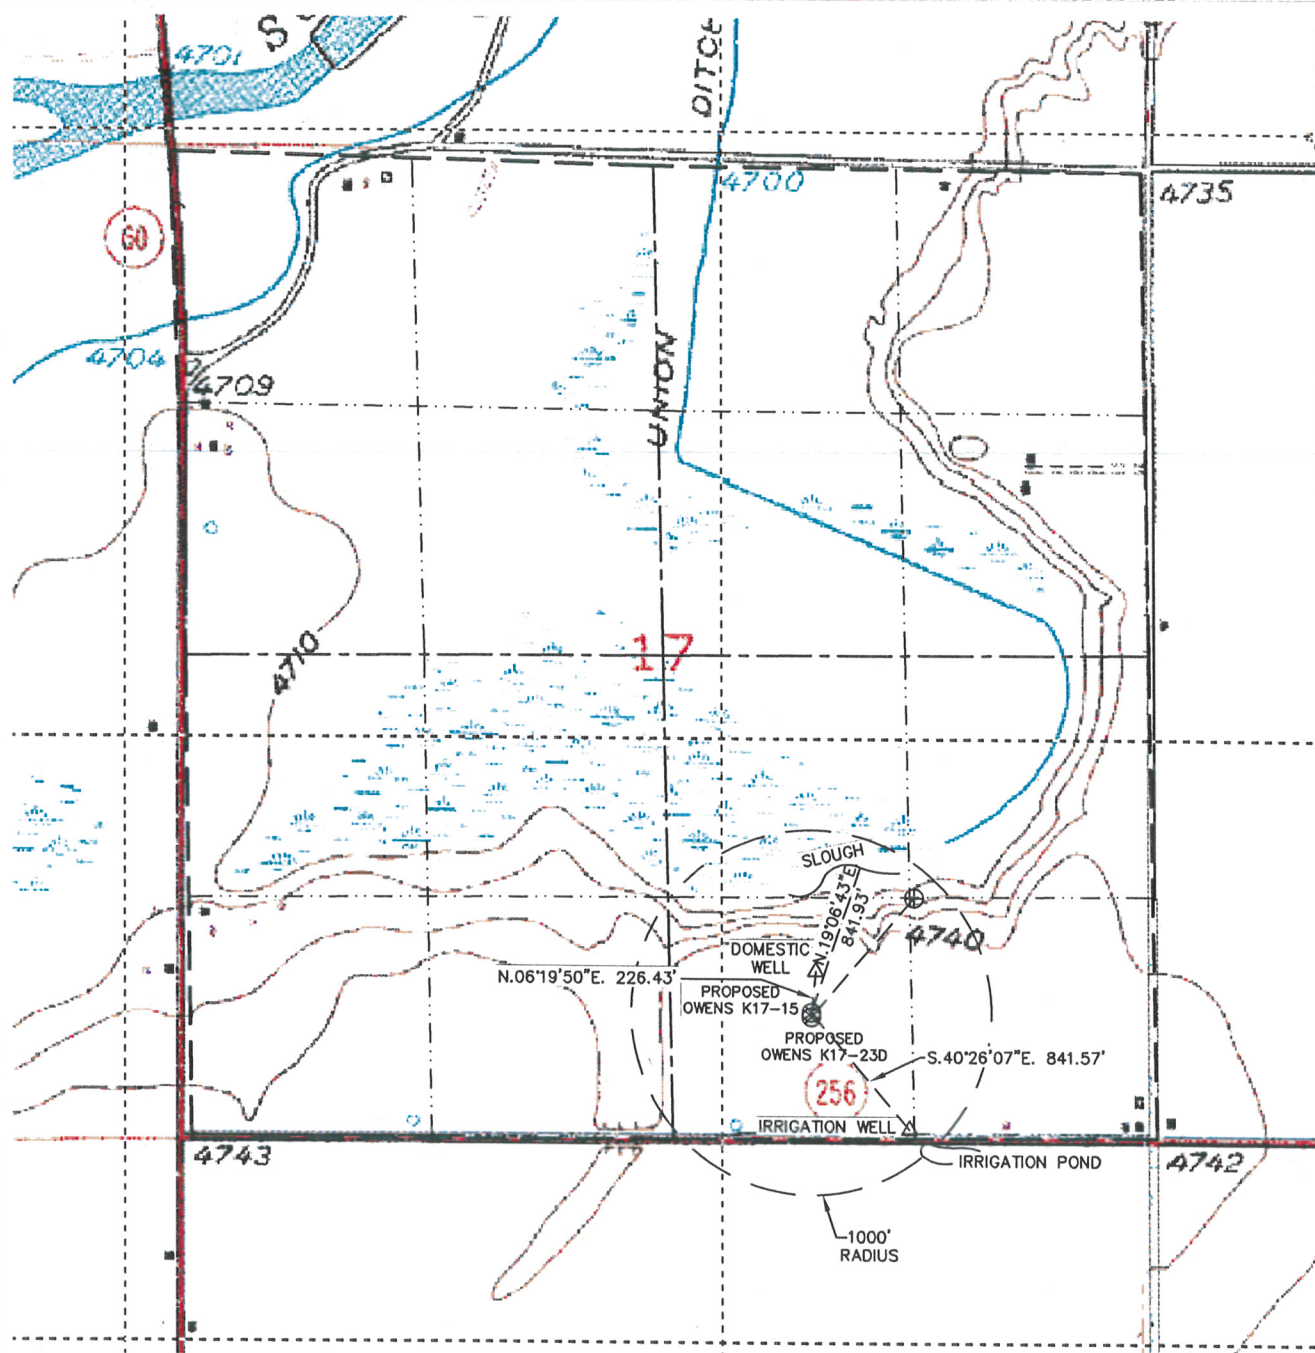 S
4701
DITCH
4700
4735
60
4704
4709
UNION
4710
17
SLOUGH
N.19°06'43"E.
841.93'
4740
DOMESTIC
WELL
N.06°19'50"E. 226.43'
PROPOSED
OWENS K17-15
PROPOSED
OWENS K17-23D
S.40°26'07"E. 841.57'
256
IRRIGATION WELL
4743
IRRIGATION POND
4742
1000'
RADIUS